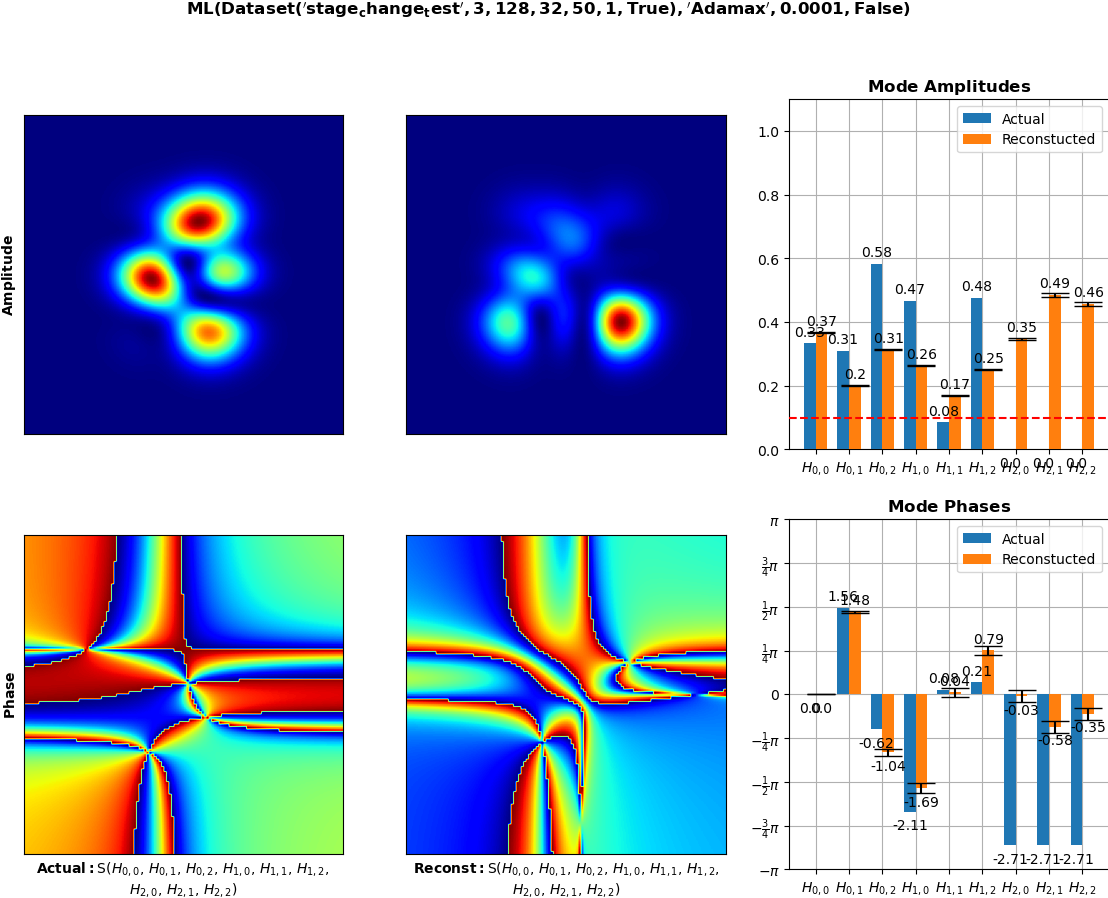 ML(Dataset('stage_change_test', 3, 128, 32, 50, 1, True), 'Adamax', 0.0001, False)
Amplitude
Mode Amplitudes
Actual
Reconstucted
1.0
0.8
0.6
0.4
0.2
0.0
0.33
0.37
0.31
0.2
0.58
0.31
0.47
0.26
0.08
0.17
0.48
0.25
0.0
0.35
0.0
0.49
0.0
0.46
H0,0 H0,1 H0,2 H1,0 H1,1 H1,2 H2,0 H2,1 H2,2
Phase
Actual: S(H0,0, H0,1, H0,2, H1,0, H1,1, H1,2,
H2,0, H2,1, H2,2)
Reconst: S(H0,0, H0,1, H0,2, H1,0, H1,1, H1,2,
H2,0, H2,1, H2,2)
Mode Phases
Actual
Reconstucted
π
3/4π
1/2π
1/4π
0
−1/4π
−1/2π
−3/4π
−π
0.0
0.0
1.56
1.48
-0.62
-1.04
-2.11
-1.69
0.08
0.04
0.21
0.79
-2.71
-0.03
-2.71
-0.58
-2.71
-0.35
H0,0 H0,1 H0,2 H1,0 H1,1 H1,2 H2,0 H2,1 H2,2